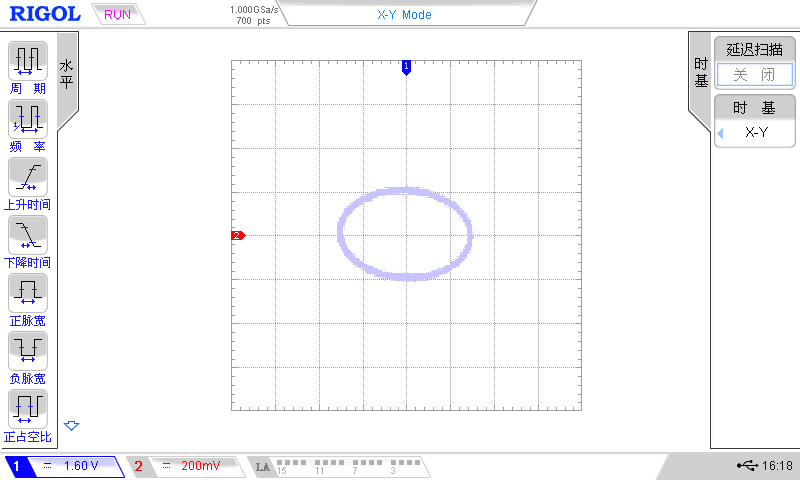 RIGOL
RUN
1.000GSa/s
700 pts
X-Y Mode
水平
周 期
频 率
上升时间
下降时间
正脉宽
负脉宽
正占空比
1
2
时基
延迟扫描
关 闭
时 基
X-Y
1 1.60 V
2 200mV
LA
15 11 7 3
16:18